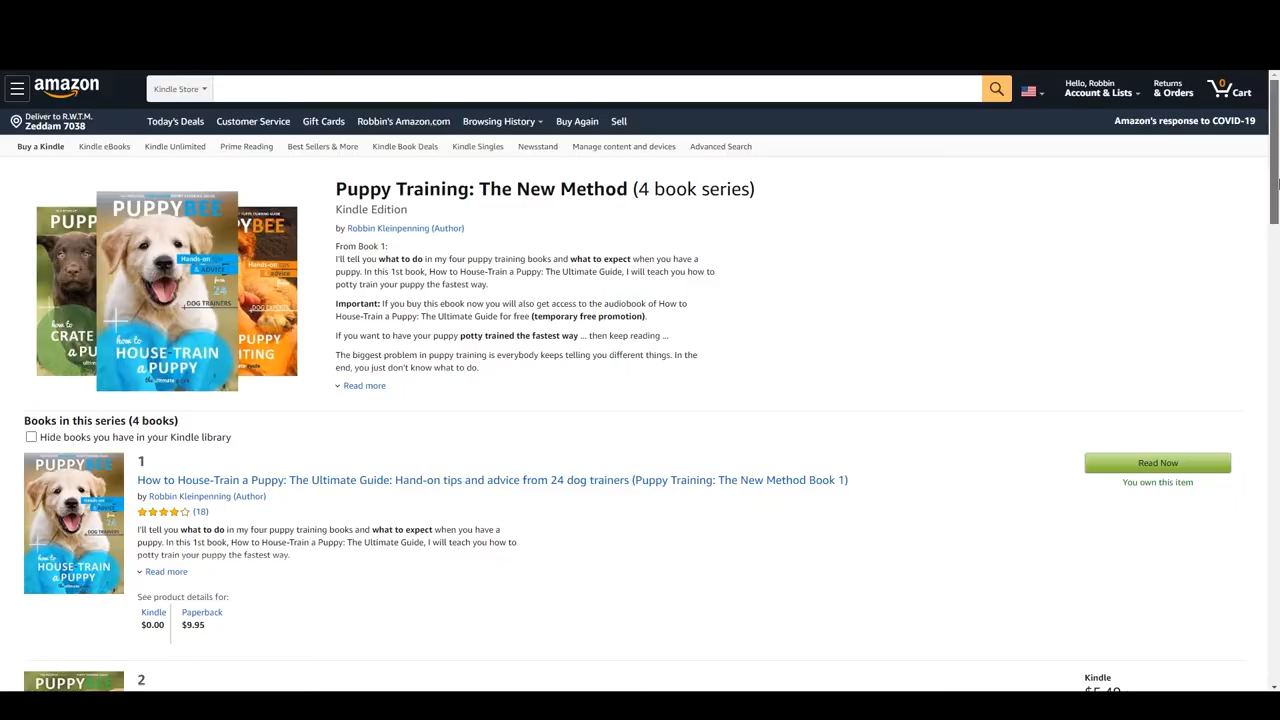 amazon
Kindle Store
Hello, Robbin
Account & Lists
Returns
& Orders
0
Cart
Deliver to R.W.T.M.
Zeddam 7038
Today's Deals
Customer Service
Gift Cards
Robbin's Amazon.com
Browsing History
Buy Again
Sell
Amazon's response to COVID-19
Buy a Kindle
Kindle eBooks
Kindle Unlimited
Prime Reading
Best Sellers & More
Kindle Book Deals
Kindle Singles
Newsstand
Manage content and devices
Advanced Search
PUPPYBEE
Hands-on
& ADVICE
24
DOG TRAINERS
how to
HOUSE-TRAIN
a PUPPY
Puppy Training: The New Method (4 book series)
Kindle Edition
by Robbin Kleinpenning (Author)
From Book 1:
I'll tell you what to do in my four puppy training books and what to expect when you have a
puppy. In this 1st book, How to House-Train a Puppy: The Ultimate Guide, I will teach you how to
potty train your puppy the fastest way.
Important: If you buy this ebook now you will also get access to the audiobook of How to
House-Train a Puppy: The Ultimate Guide for free (temporary free promotion).
If you want to have your puppy potty trained the fastest way ... then keep reading ...
The biggest problem in puppy training is everybody keeps telling you different things. In the
end, you just don't know what to do.
Read more
Books in this series (4 books)
Hide books you have in your Kindle library
PUPPYBEE
how to
HOUSE-TRAIN
a PUPPY
1
How to House-Train a Puppy: The Ultimate Guide: Hand-on tips and advice from 24 dog trainers (Puppy Training: The New Method Book 1)
by Robbin Kleinpenning (Author)
(18)
I'll tell you what to do in my four puppy training books and what to expect when you have a
puppy. In this 1st book, How to House-Train a Puppy: The Ultimate Guide, I will teach you how to
potty train your puppy the fastest way.
Read more
See product details for:
Kindle
$0.00
Paperback
$9.95
Read Now
You own this item
PUPPYBEE
2
Kindle